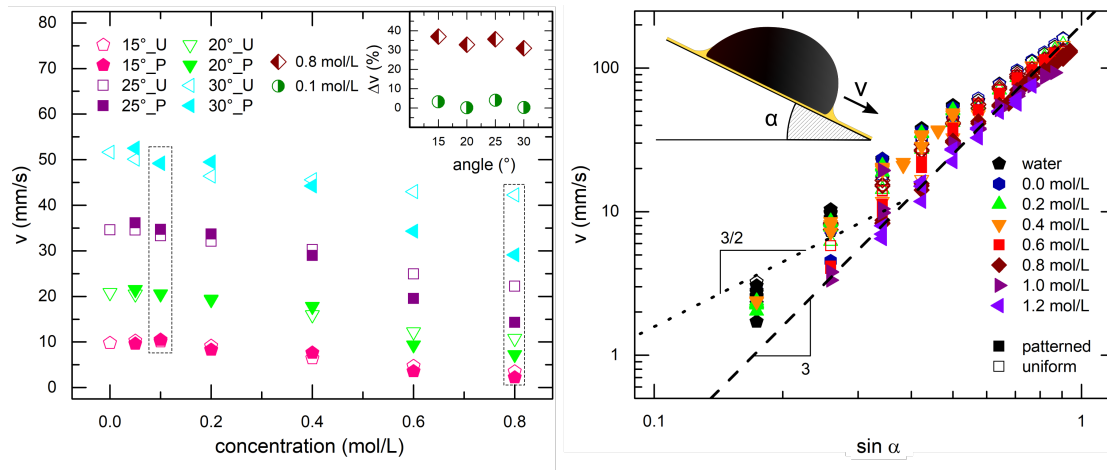 80
70
60
50
40
30
20
10
0
v (mm/s)
0.0 0.2 0.4 0.6 0.8
concentration (mol/L)
15°_U
15°_P
25°_U
25°_P
20°_U
20°_P
30°_U
30°_P
0.8 mol/L
0.1 mol/L
40
30
20
10
0
Δv (%)
15 20 25 30
angle (°)
100
10
1
v (mm/s)
0.1 1
sin α
α
v
3/2
3
water
0.0 mol/L
0.2 mol/L
0.4 mol/L
0.6 mol/L
0.8 mol/L
1.0 mol/L
1.2 mol/L
patterned
uniform